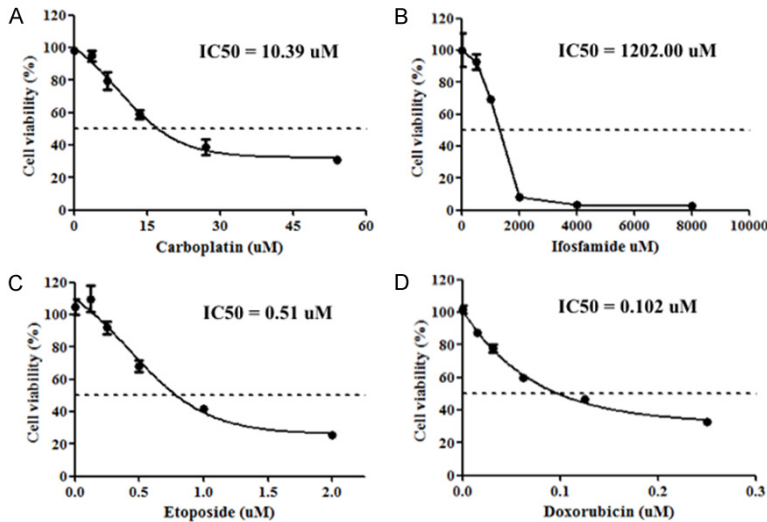 A
IC50 = 10.39 uM
Cell viability (%)
120
100
80
60
40
20
0
0 15 30 45 60
Carboplatin (uM)
B
IC50 = 1202.00 uM
Cell viability (%)
120
100
80
60
40
20
0
0 2000 4000 6000 8000 10000
Ifosfamide uM)
C
IC50 = 0.51 uM
Cell viability (%)
120
100
80
60
40
20
0
0.0 0.5 1.0 1.5 2.0
Etoposide (uM)
D
IC50 = 0.102 uM
Cell viability (%)
120
100
80
60
40
20
0
0.0 0.1 0.2 0.3
Doxorubicin (uM)